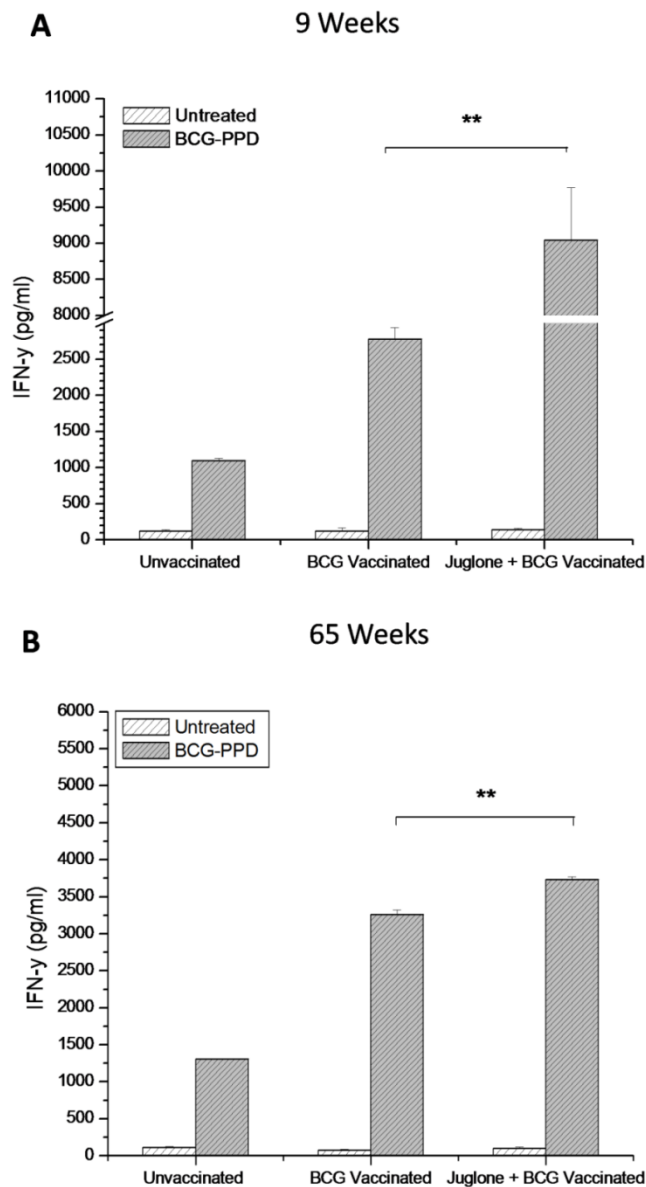 A
9 Weeks
11000
10500
10000
9500
9000
8500
8000
2500
2000
1500
1000
500
0
IFN-y (pg/ml)
Untreated
BCG-PPD
**
Unvaccinated
BCG Vaccinated
Juglone + BCG Vaccinated
B
65 Weeks
6000
5500
5000
4500
4000
3500
3000
2500
2000
1500
1000
500
0
IFN-y (pg/ml)
Untreated
BCG-PPD
**
Unvaccinated
BCG Vaccinated
Juglone + BCG Vaccinated